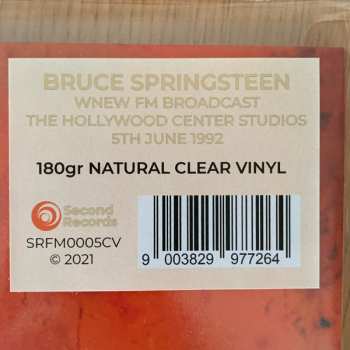 BRUCE SPRINGSTEEN
WNEW FM BROADCAST
THE HOLLYWOOD CENTER STUDIOS
5TH JUNE 1992
180gr NATURAL CLEAR VINYL
Second
Records
SRFM0005CV
© 2021
9 003829 977264